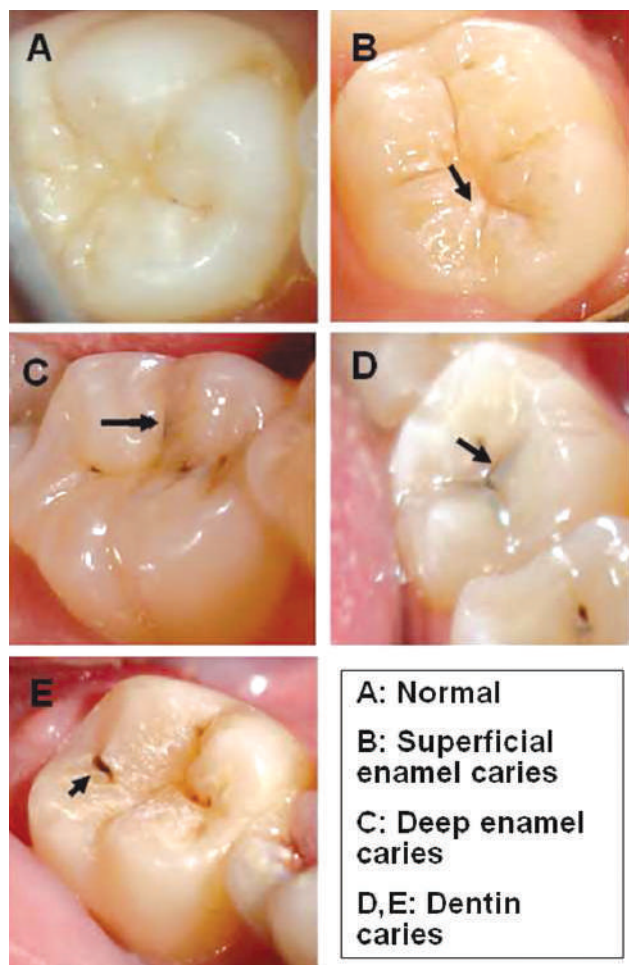 A
B
C
D
E
A: Normal
B: Superficial
enamel caries
C: Deep enamel
caries
D,E: Dentin
caries